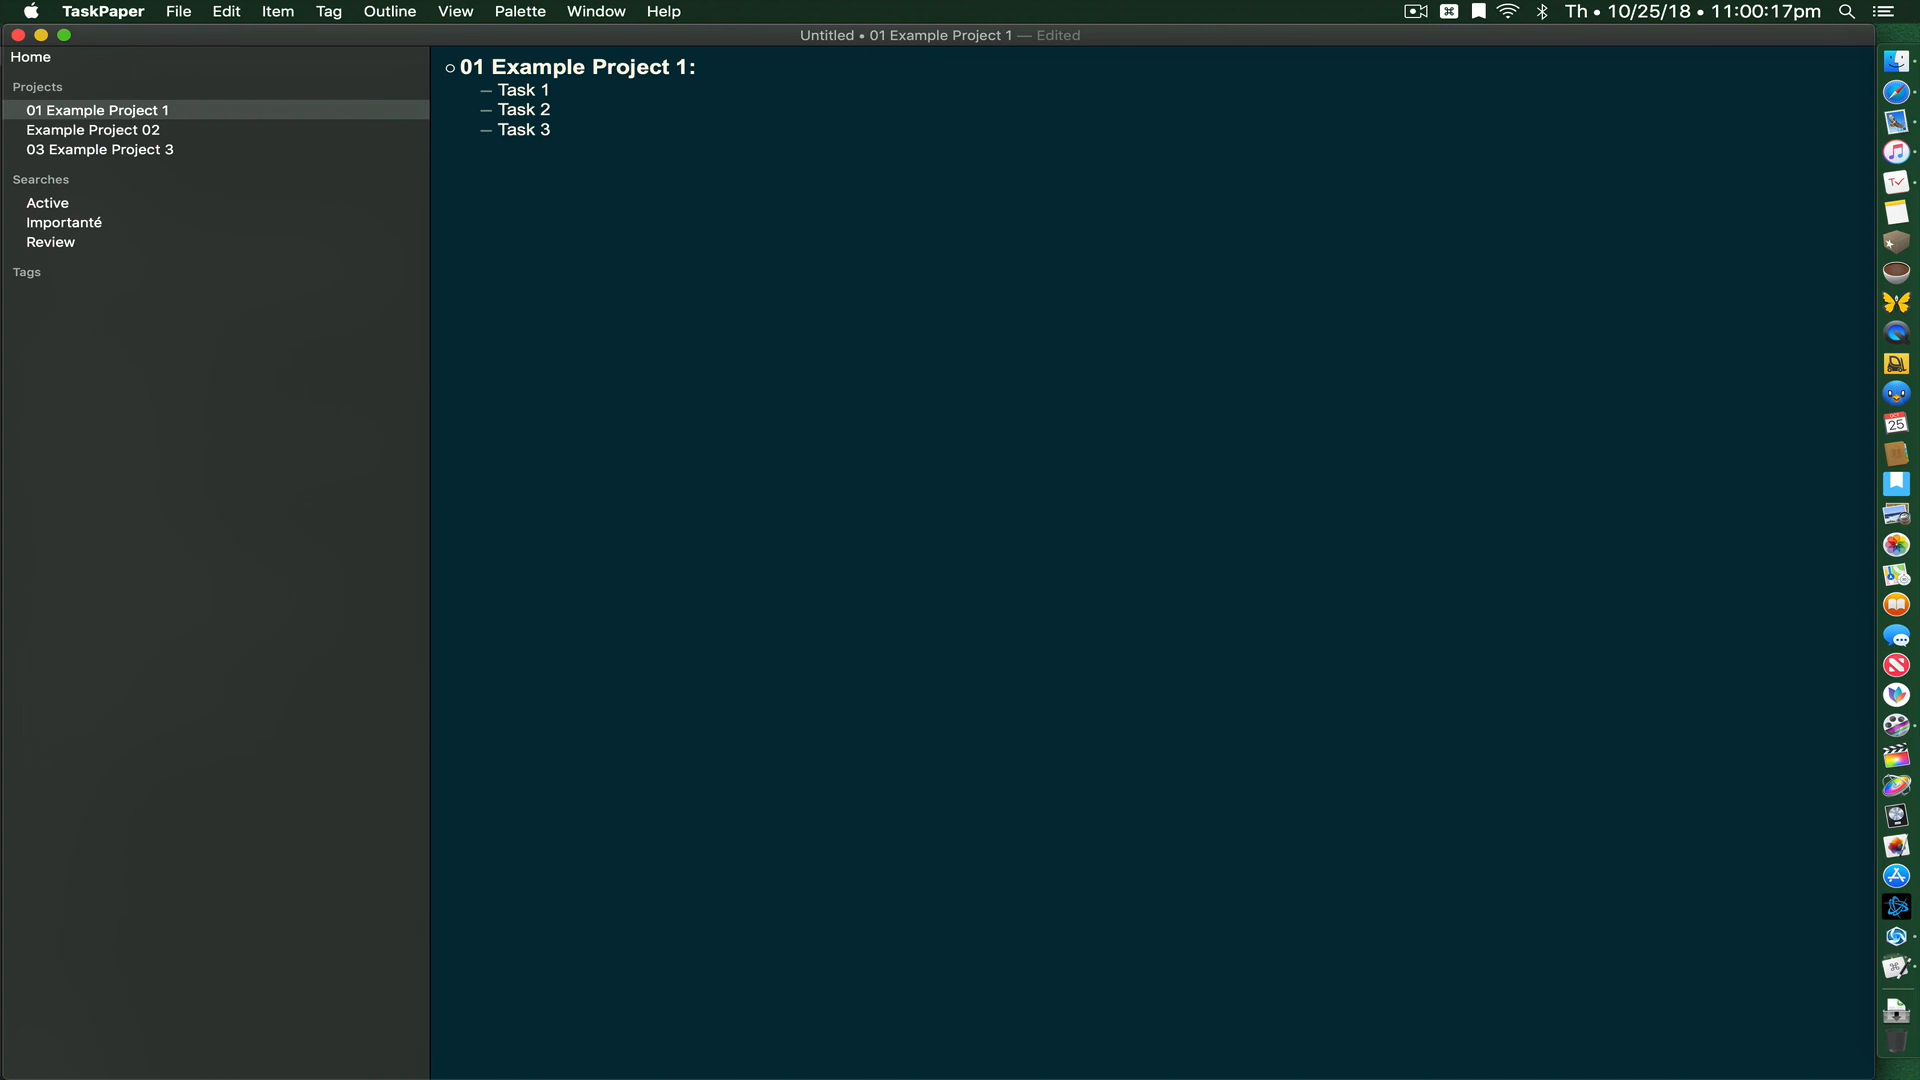 TaskPaper File Edit Item Tag Outline View Palette Window Help Th • 10/25/18 • 11:00:17pm
Untitled • 01 Example Project 1 — Edited
Home
Projects
01 Example Project 1
Example Project 02
03 Example Project 3
Searches
Active
Importanté
Review
Tags
01 Example Project 1:
– Task 1
– Task 2
– Task 3
OCT
25